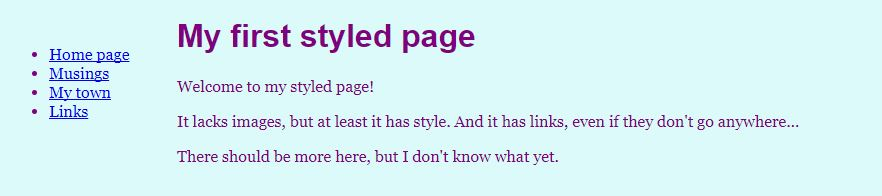 Home page
Musings
My town
Links
My first styled page
Welcome to my styled page!
It lacks images, but at least it has style. And it has links, even if they don't go anywhere…
There should be more here, but I don't know what yet.